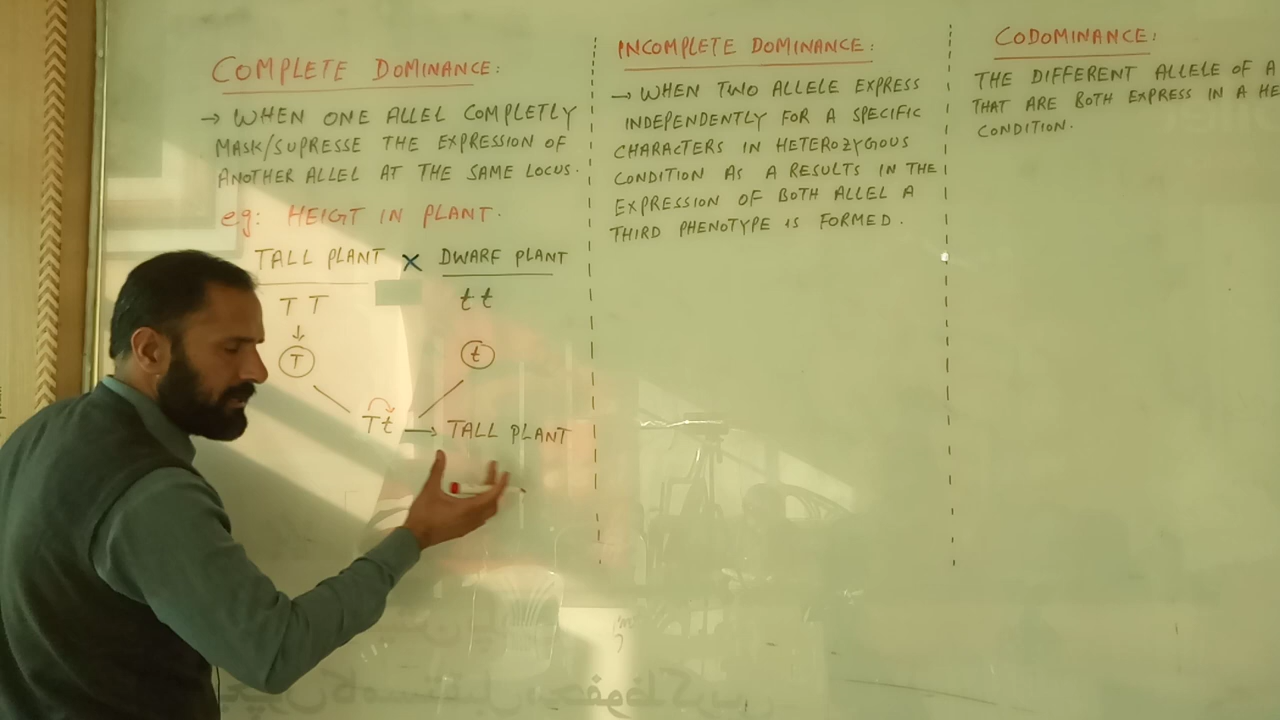 COMPLETE DOMINANCE:
→ WHEN ONE ALLEL COMPLETLY
MASK/SUPRESSE THE EXPRESSION OF
ANOTHER ALLEL AT THE SAME LOCUS.
eg: HEIGT IN PLANT.
TALL PLANT × DWARF PLANT
T T t t
T t
Tt → TALL PLANT
INCOMPLETE DOMINANCE:
→ WHEN TWO ALLELE EXPRESS
INDEPENDENTLY FOR A SPECIFIC
CHARACTERS IN HETEROZYGOUS
CONDITION AS A RESULTS IN THE
EXPRESSION OF BOTH ALLEL A
THIRD PHENOTYPE IS FORMED.
CODOMINANCE:
THE DIFFERENT ALLELE OF A
THAT ARE BOTH EXPRESS IN A HE
CONDITION.